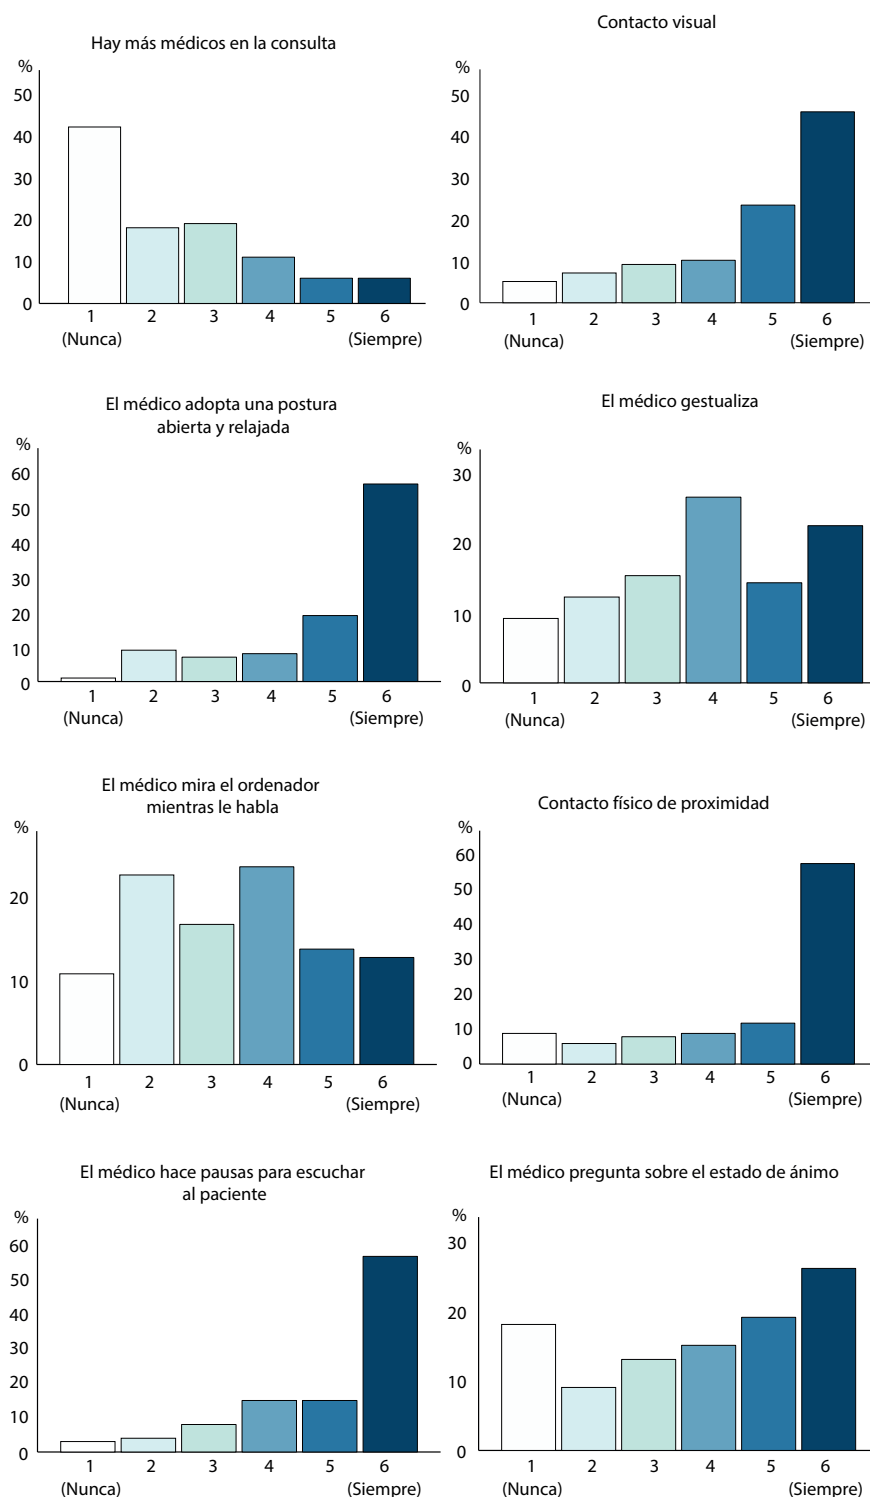 Hay más médicos en la consulta
%
50
40
30
20
10
0
1 2 3 4 5 6
(Nunca) (Siempre)
Contacto visual
%
50
40
30
20
10
0
1 2 3 4 5 6
(Nunca) (Siempre)
El médico adopta una postura
abierta y relajada
%
60
50
40
30
20
10
0
1 2 3 4 5 6
(Nunca) (Siempre)
El médico gestualiza
%
30
20
10
0
1 2 3 4 5 6
(Nunca) (Siempre)
El médico mira el ordenador
mientras le habla
%
20
10
0
1 2 3 4 5 6
(Nunca) (Siempre)
Contacto físico de proximidad
%
60
50
40
30
20
10
0
1 2 3 4 5 6
(Nunca) (Siempre)
El médico hace pausas para escuchar
al paciente
%
60
50
40
30
20
10
0
1 2 3 4 5 6
(Nunca) (Siempre)
El médico pregunta sobre el estado de ánimo
%
30
20
10
0
1 2 3 4 5 6
(Nunca) (Siempre)